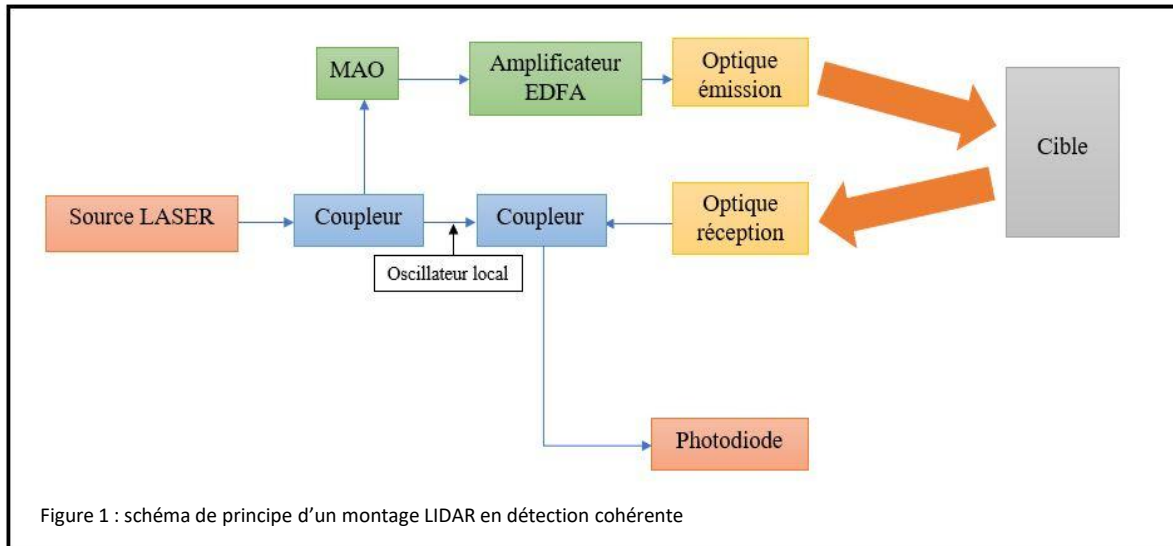 MAO
Amplificateur
EDFA
Optique
émission
Cible
Source LASER
Coupleur
Coupleur
Optique
réception
Oscillateur local
Photodiode
Figure 1 : schéma de principe d’un montage LIDAR en détection cohérente